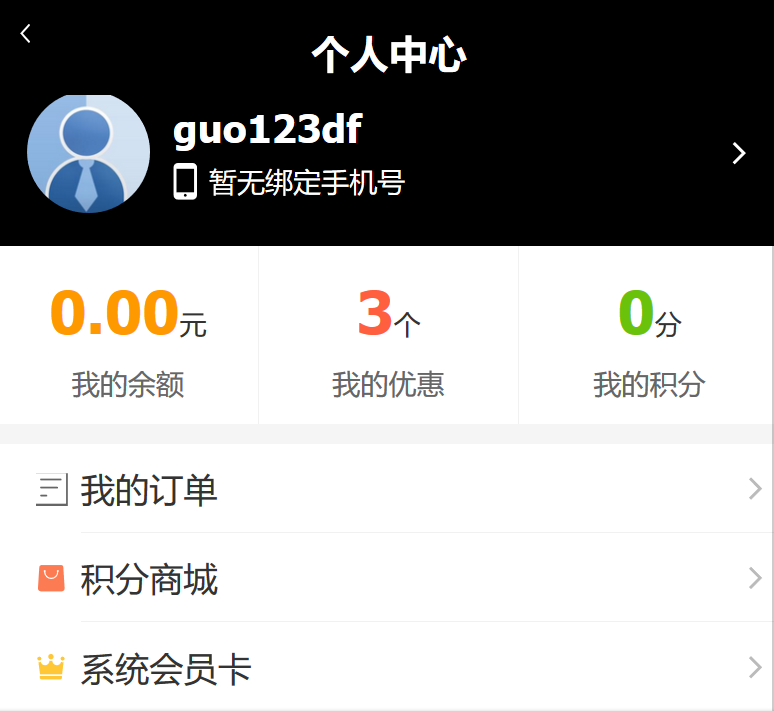 个人中心
guo123df
暂无绑定手机号
0.00元
3个
0分
我的余额
我的优惠
我的积分
我的订单
积分商城
系统会员卡